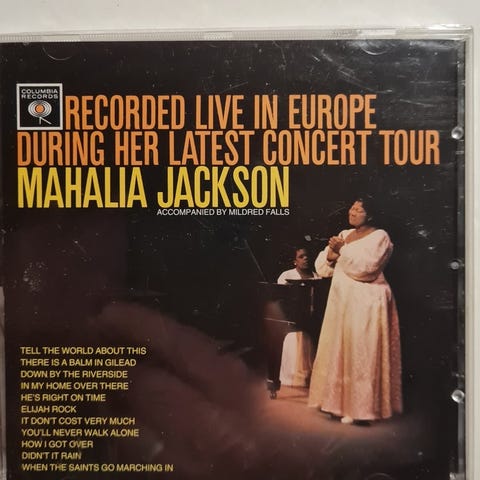 COLUMBIA
RECORDS
RECORDED LIVE IN EUROPE
DURING HER LATEST CONCERT TOUR
MAHALIA JACKSON
ACCOMPANIED BY MILDRED FALLS
TELL THE WORLD ABOUT THIS
THERE IS A BALM IN GILEAD
DOWN BY THE RIVERSIDE
IN MY HOME OVER THERE
HE'S RIGHT ON TIME
ELIJAH ROCK
IT DON'T COST VERY MUCH
YOU'LL NEVER WALK ALONE
HOW I GOT OVER
DIDN'T IT RAIN
WHEN THE SAINTS GO MARCHING IN